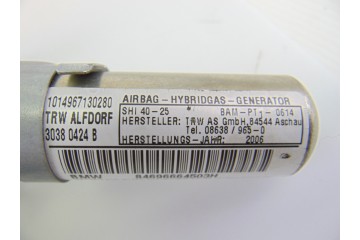 1014967130280
TRW ALFDORF
3038 0424 B
AIRBAG - HYBRIDGAS - GENERATOR
SHI 40-25 BAM-PT1-0614
HERSTELLER: TRW AS GmbH,84544 Aschau
Tel. 08638 / 965-0
HERSTELLUNGS-JAHR: 2006
BMW